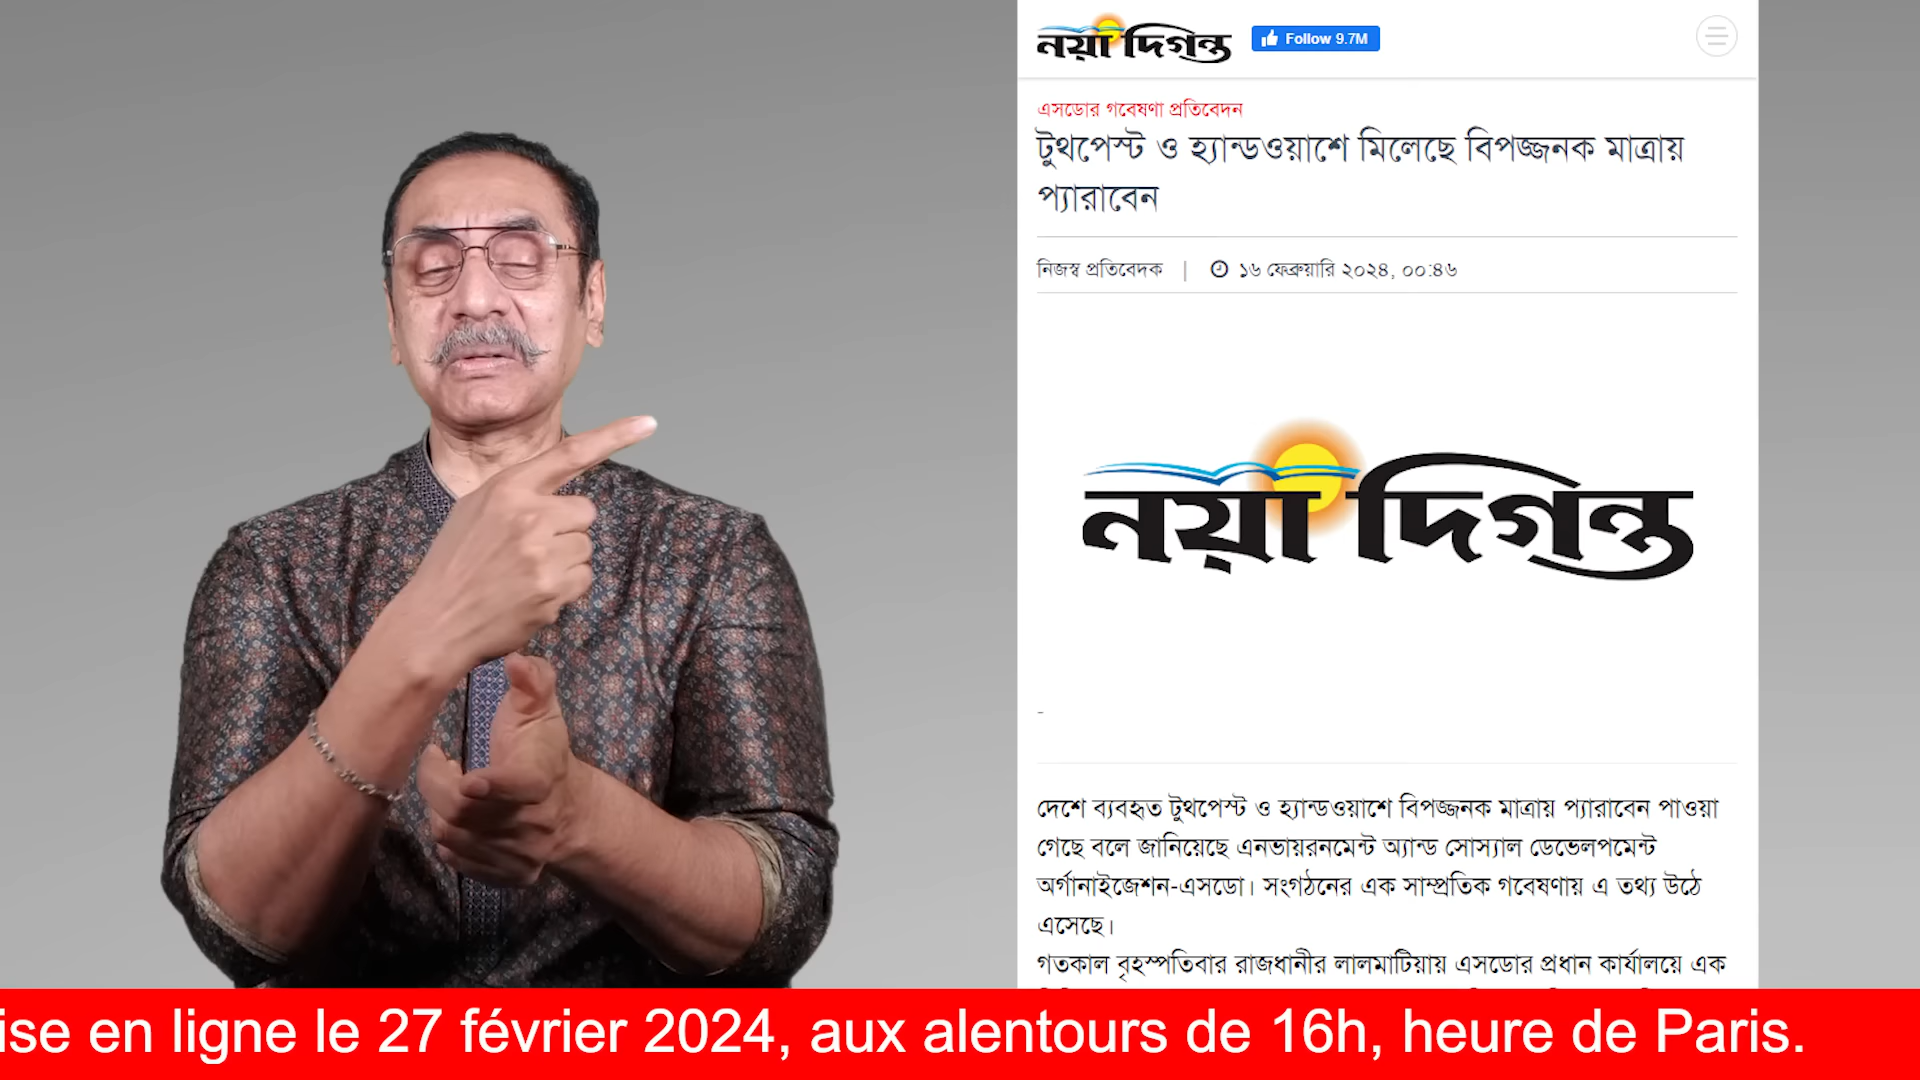 নয়া দিগন্ত
Follow 9.7M
এসডোর গবেষণা প্রতিবেদন
টুথপেস্ট ও হ্যান্ডওয়াশে মিলেছে বিপজ্জনক মাত্রায়
প্যারাবেন
নিজস্ব প্রতিবেদক | ১৬ ফেব্রুয়ারি ২০২৪, ০০:৪৬
নয়া দিগন্ত
-
দেশে ব্যবহৃত টুথপেস্ট ও হ্যান্ডওয়াশে বিপজ্জনক মাত্রায় প্যারাবেন পাওয়া
গেছে বলে জানিয়েছে এনভায়রনমেন্ট অ্যান্ড সোস্যাল ডেভেলপমেন্ট
অর্গানাইজেশন-এসডো। সংগঠনের এক সাম্প্রতিক গবেষণায় এ তথ্য উঠে
এসেছে।
গতকাল বৃহস্পতিবার রাজধানীর লালমাটিয়ায় এসডোর প্রধান কার্যালয়ে এক
ise en ligne le 27 février 2024, aux alentours de 16h, heure de Paris.